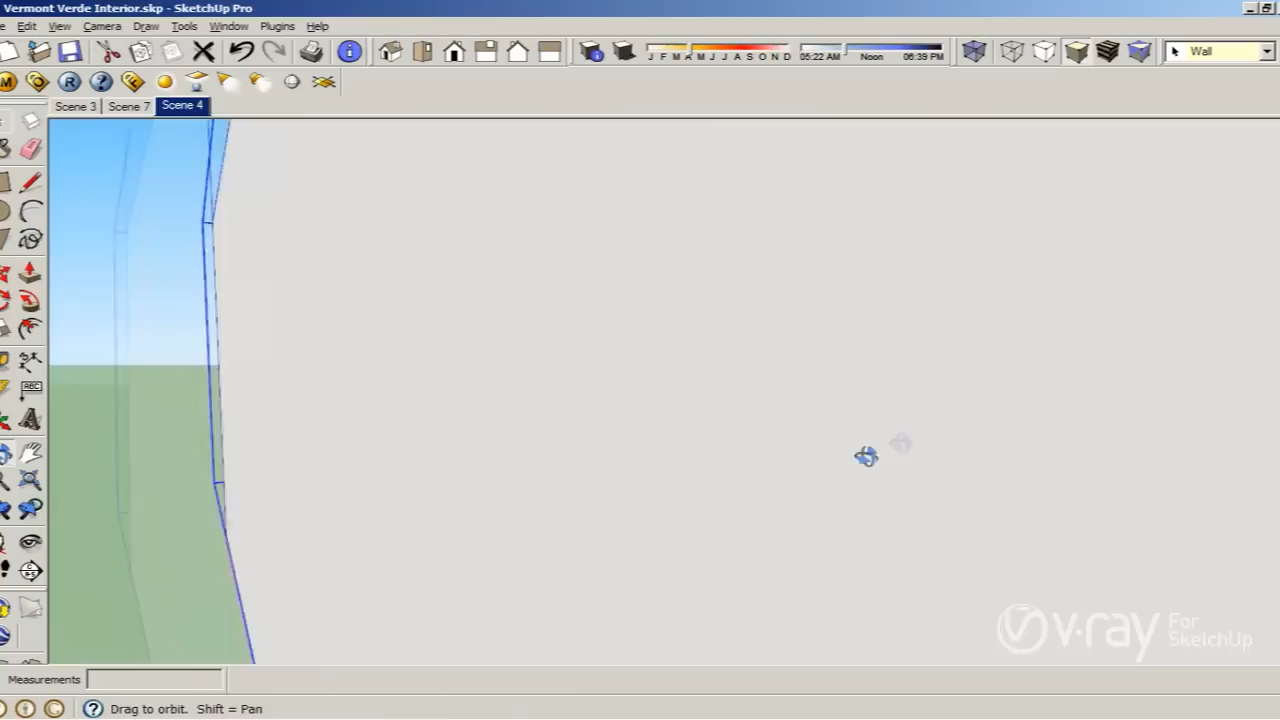 Vermont Verde Interior.skp - SketchUp Pro
Edit View Camera Draw Tools Window Plugins Help
J F M A M J J A S O N D 05:22 AM Noon 06:39 PM Wall
M R ?
Scene 3 Scene 7 Scene 4
ABC
A
v·ray For SketchUp
Measurements
Drag to orbit. Shift = Pan